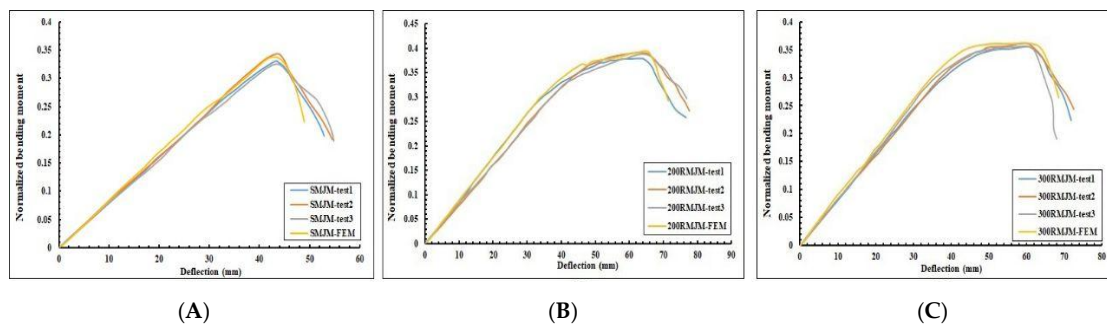 0.4
0.35
0.3
0.25
0.2
0.15
0.1
0.05
0
Normalized bending moment
0 10 20 30 40 50 60
Deflection (mm)
SMJM-test1
SMJM-test2
SMJM-test3
SMJM-FEM
(A)
0.45
0.4
0.35
0.3
0.25
0.2
0.15
0.1
0.05
0
Normalized bending moment
0 10 20 30 40 50 60 70 80 90
Deflection (mm)
200RMJM-test1
200RMJM-test2
200RMJM-test3
200RMJM-FEM
(B)
0.4
0.35
0.3
0.25
0.2
0.15
0.1
0.05
0
Normalized bending moment
0 10 20 30 40 50 60 70 80
Deflection (mm)
300RMJM-test1
300RMJM-test2
300RMJM-test3
300RMJM-FEM
(C)